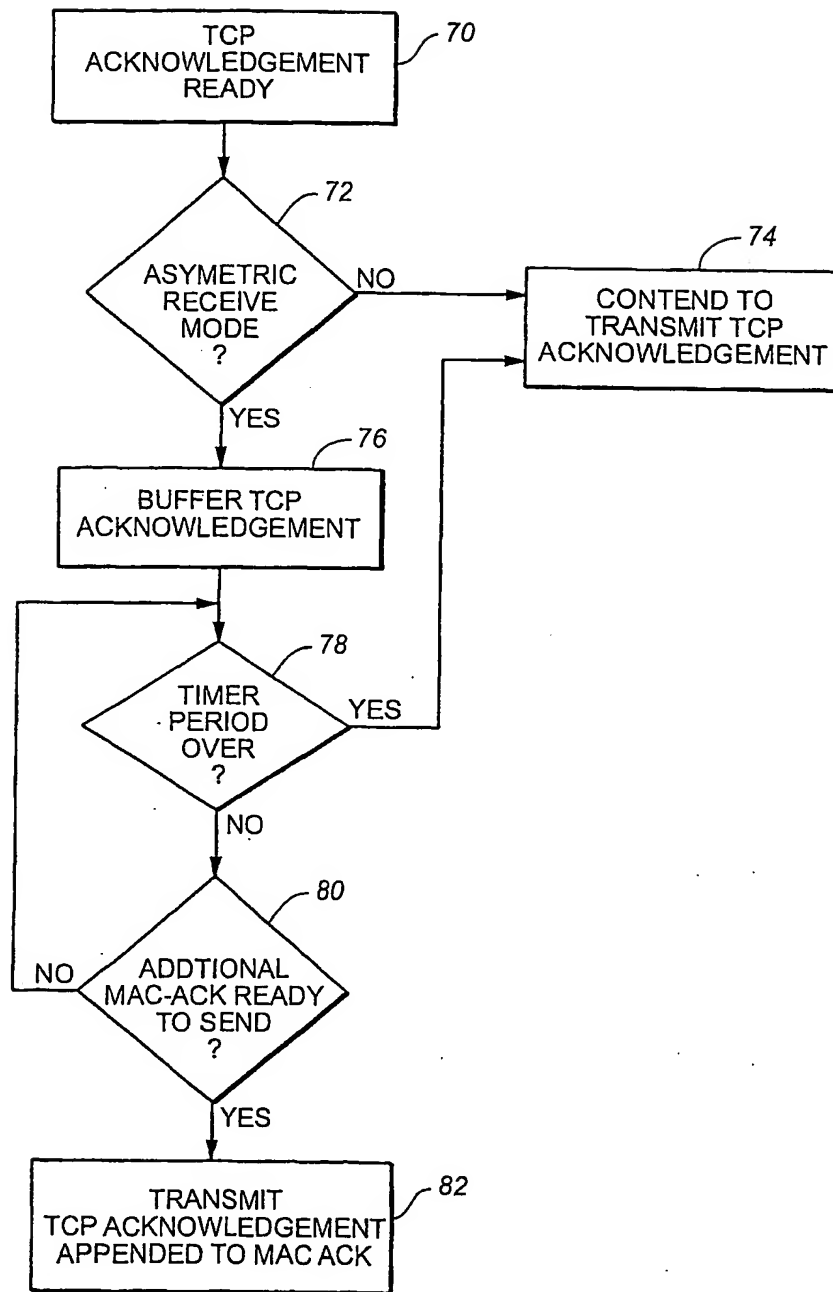 TCP
ACKNOWLEDGEMENT
READY
70
72
ASYMETRIC
RECEIVE
MODE
?
NO
74
CONTEND TO
TRANSMIT TCP
ACKNOWLEDGEMENT
YES
76
BUFFER TCP
ACKNOWLEDGEMENT
78
TIMER
PERIOD
OVER
?
YES
NO
80
ADDTIONAL
MAC-ACK READY
TO SEND
?
NO
YES
82
TRANSMIT
TCP ACKNOWLEDGEMENT
APPENDED TO MAC ACK